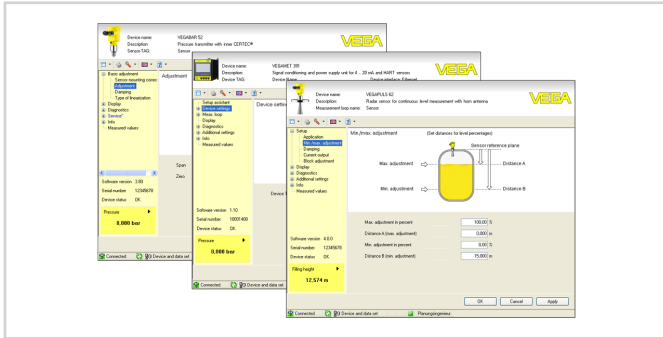 Device name: VEGABAR 52
Description: Pressure transmitter with inner CERTEC®
Sensor TAG: Sensor
VEGA
Basic adjustment
Sensor mounting correc
Adjustment
Damping
Type of linearization
Display
Diagnostics
Service
Info
Measured values
Adjustment
Span
Zero
Software version 3.80
Serial number 12345678
Device status OK
Pressure
0,000 bar
Connected Device and data set
Device name: VEGAMET 391
Description: Signal conditioning and power supply unit for 4 .. 20 mA and HART sensors
Device TAG: Device Name Device interface: Ethernet
VEGA
Setup assistant
Device settings
Meas. loop
Display
Diagnostics
Additional settings
Info
Measured values
Device settin
Device
Software version 1.10
Serial number 10001400
Device status OK
Pressure
0,000 bar
Connected Device and data set
Device name: VEGAPULS 62
Description: Radar sensor for continuous level measurement with horn antenna
Measurement loop name: Sensor
VEGA
Setup
Application
Min./max. adjustment
Damping
Current output
Block adjustment
Display
Diagnostics
Additional settings
Info
Measured values
Min./max. adjustment (Set distances for level percentages)
Sensor reference plane
Max. adjustment Distance A
Min. adjustment Distance B
Max. adjustment in percent 100,00 %
Distance A (max. adjustment) 0,000 m
Min. adjustment in percent 0,00 %
Distance B (min. adjustment) 15,000 m
Software version 4.0.0
Serial number 12345678
Device status OK
Filling height
12,574 m
OK Cancel Apply
Connected Device and data set Planungsingenieur